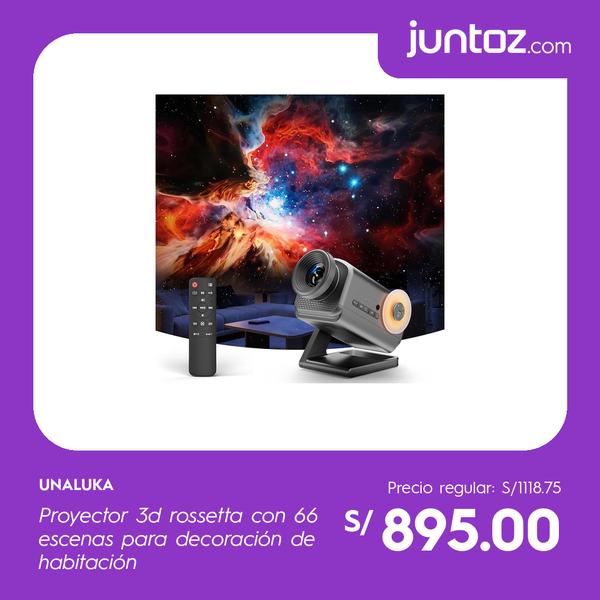 juntoz.com
UNALUKA
Proyector 3d rossetta con 66
escenas para decoración de
habitación
Precio regular: S/1118.75
S/ 895.00